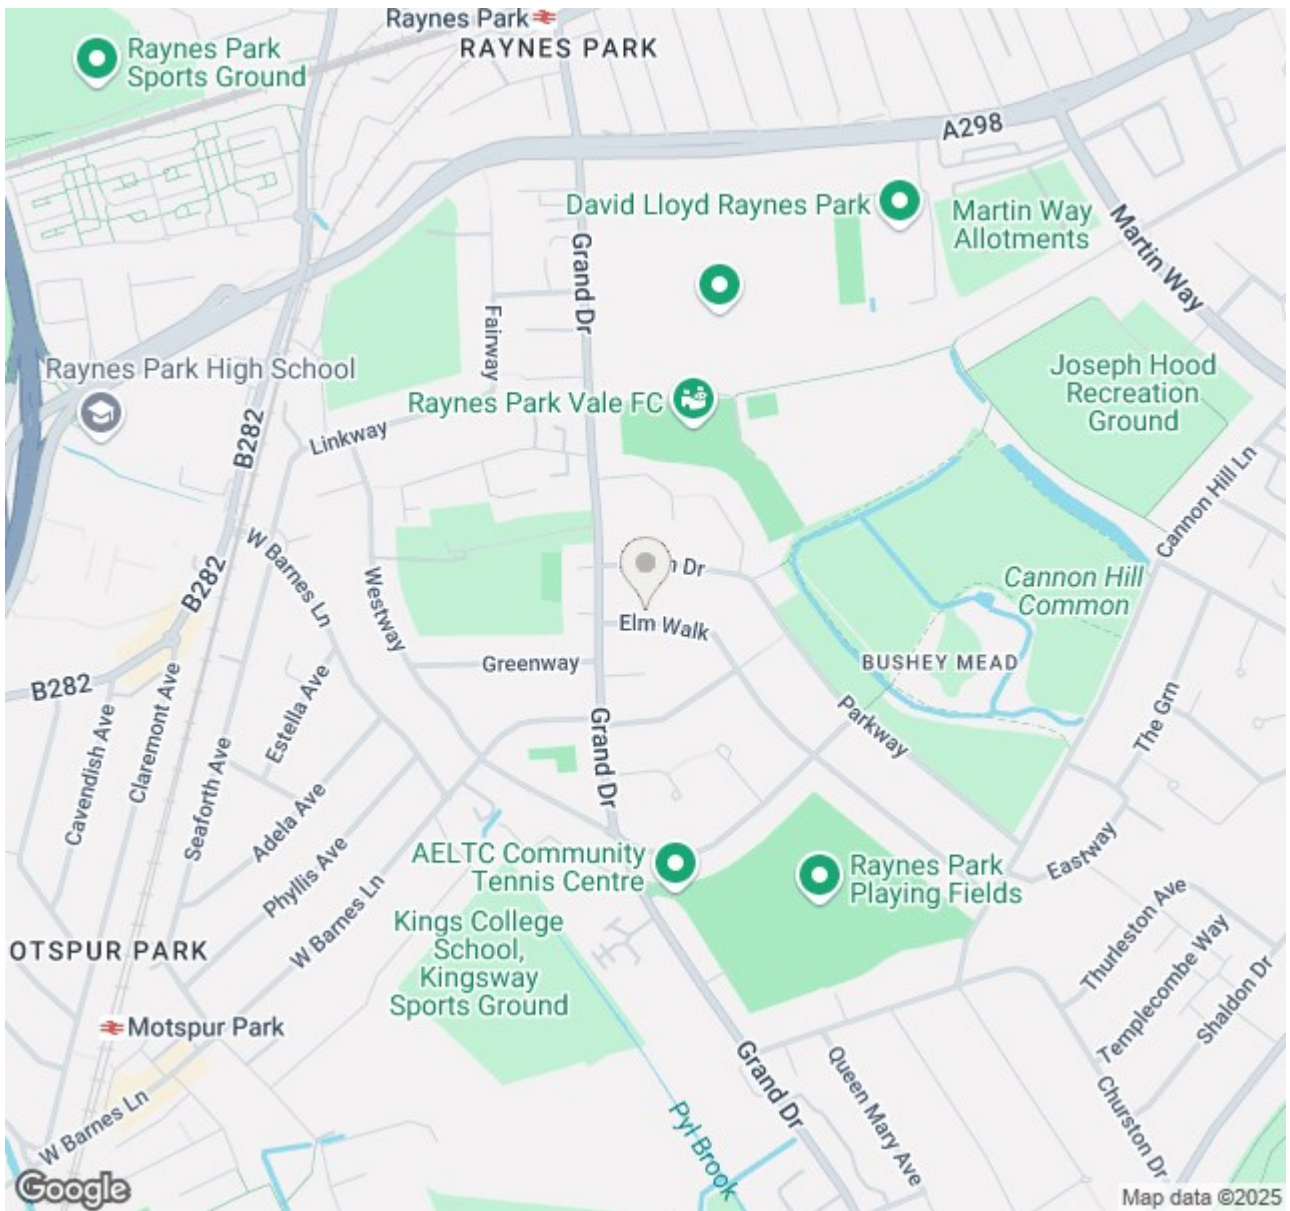 Raynes Park
RAYNES PARK
Raynes Park
Sports Ground
A298
David Lloyd Raynes Park
Martin Way
Allotments
Martin Way
Grand Dr
Fairway
Raynes Park High School
Joseph Hood
Recreation
Ground
Raynes Park Vale FC
B282
Linkway
Cannon Hill Ln
W Barnes Ln
Westway
B282
Dr
Cannon Hill
Common
Elm Walk
Greenway
BUSHEY MEAD
B282
Estella Ave
Claremont Ave
Cavendish Ave
Seaforth Ave
Grand Dr
Parkway
The Grn
Adela Ave
Phyllis Ave
AELTC Community
Tennis Centre
Raynes Park
Playing Fields
Eastway
W Barnes Ln
Kings College
School,
Kingsway
Sports Ground
Thurleston Ave
Templecombe Way
Shaldon Dr
OTSPUR PARK
Motspur Park
Grand Dr
Queen Mary Ave
Churston Dr
W Barnes Ln
Pyl Brook
Google
Map data ©2025